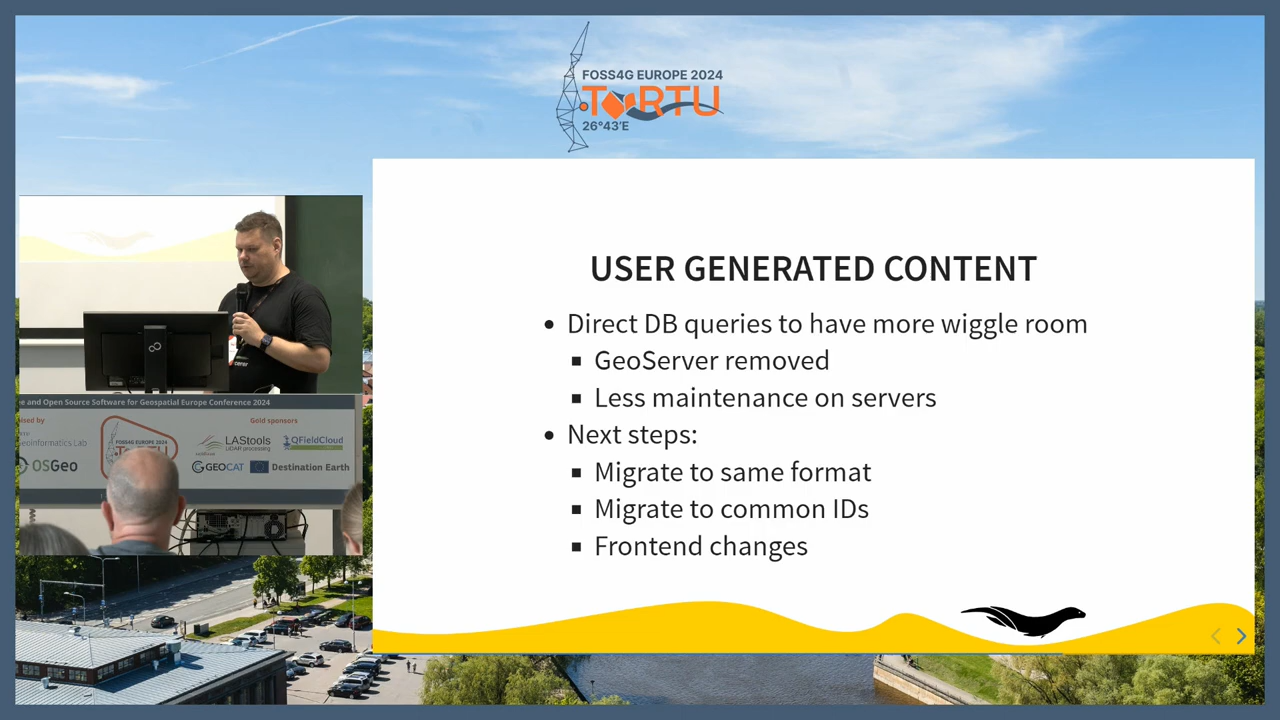 FOSS4G EUROPE 2024
TARTU
26°43'E
USER GENERATED CONTENT
• Direct DB queries to have more wiggle room
▪ GeoServer removed
▪ Less maintenance on servers
• Next steps:
▪ Migrate to same format
▪ Migrate to common IDs
▪ Frontend changes
e and Open Source Software for Geospatial Europe Conference 2024
ised by
Gold sponsors
eoinformatics Lab
FOSS4G EUROPE 2024
LAStools
LiDAR processing
QFieldCloud
OSGeo
GEOCAT
Destination Earth